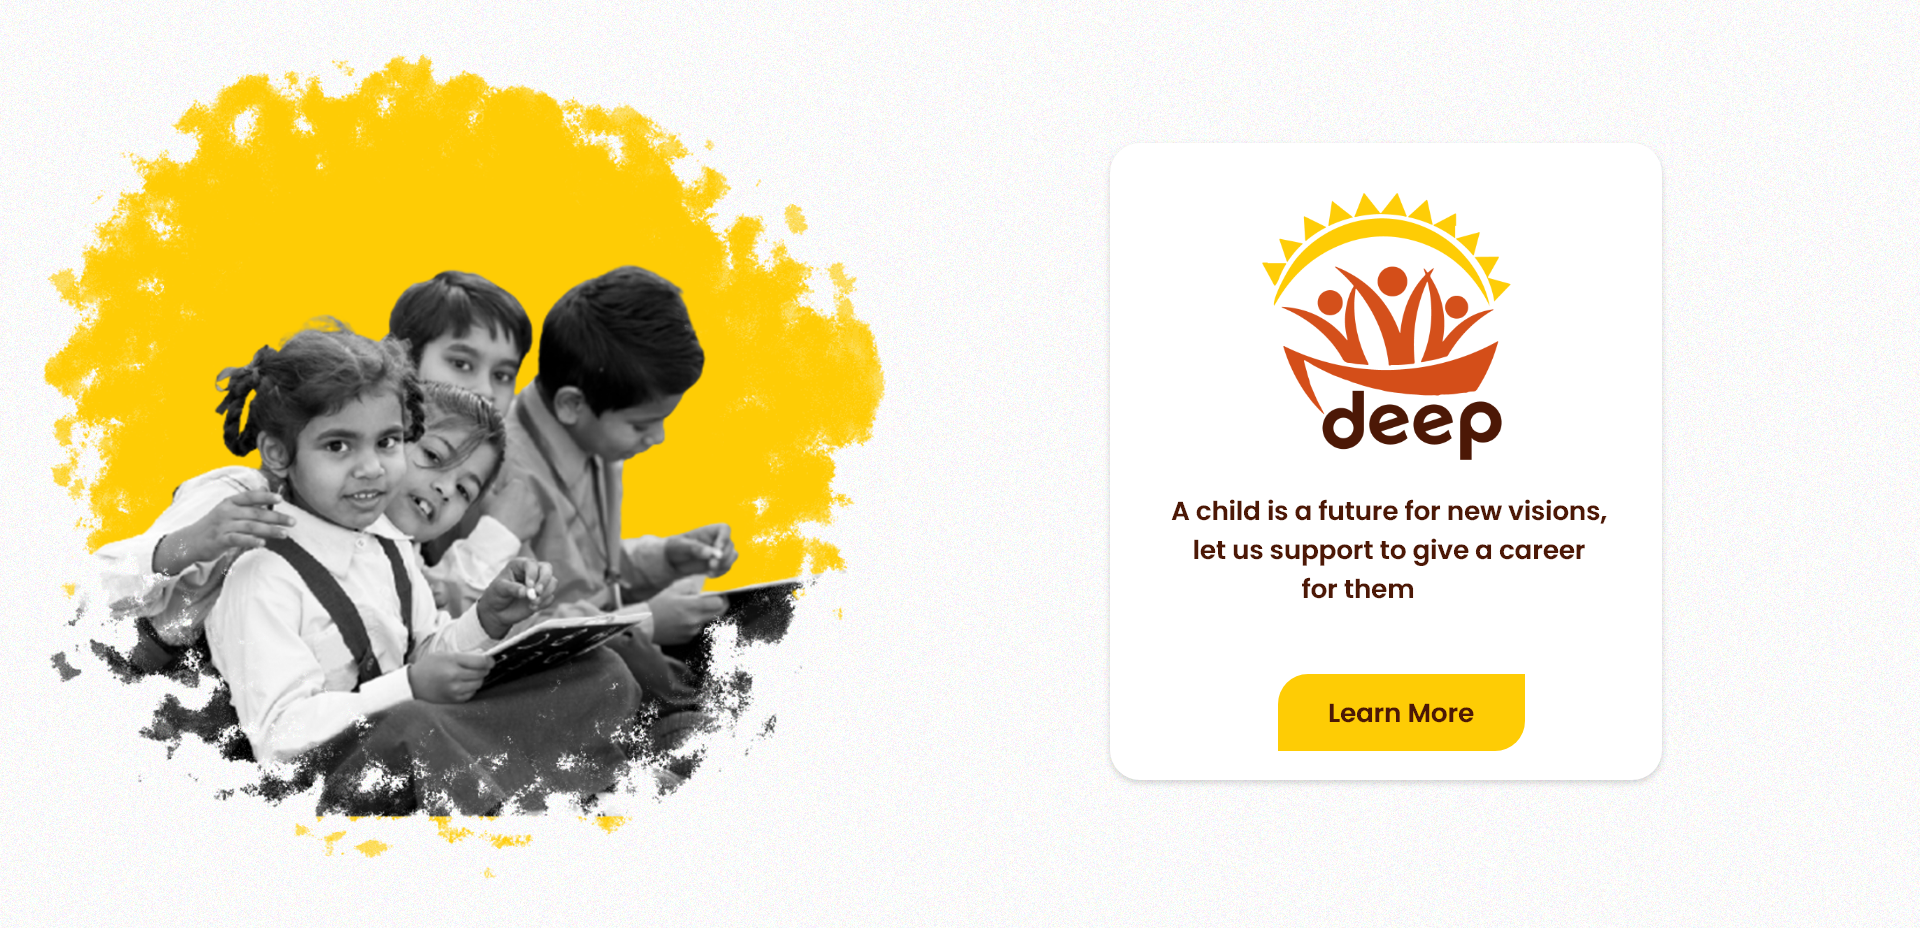 deep
A child is a future for new visions,
let us support to give a career
for them
Learn More